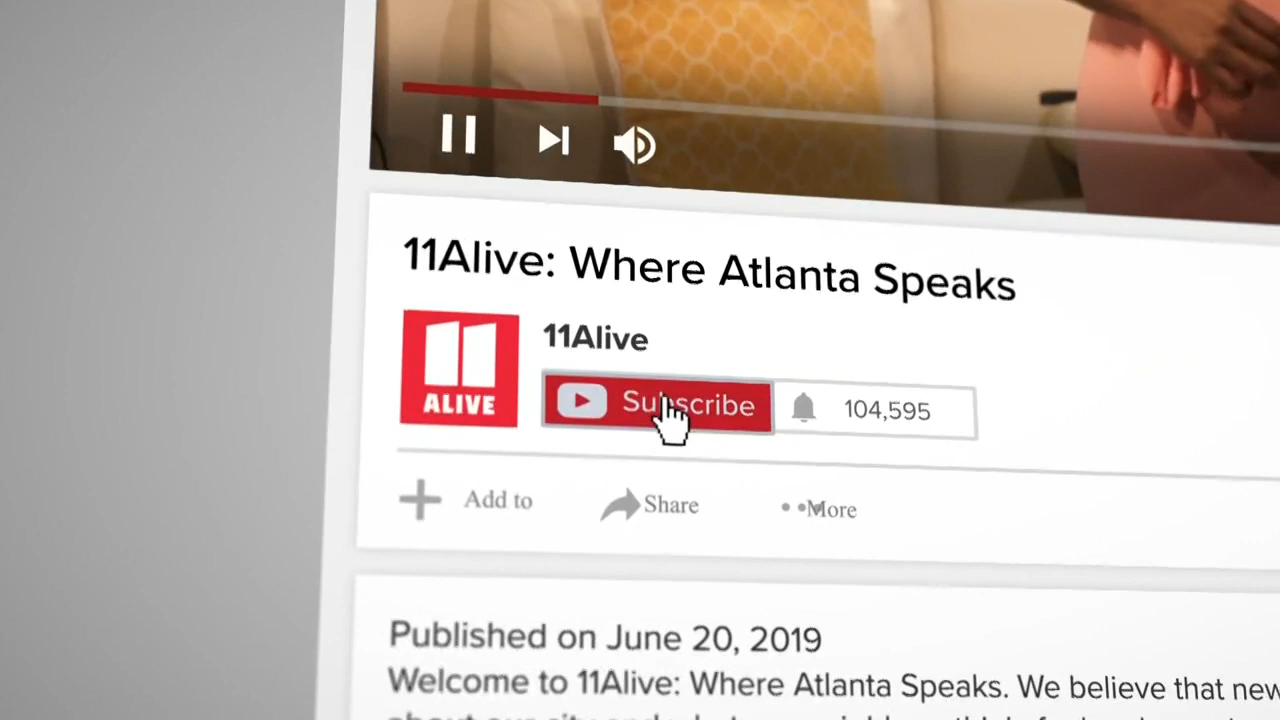 11Alive: Where Atlanta Speaks
11
ALIVE
11Alive
Subscribe
104,595
Add to
Share
More
Published on June 20, 2019
Welcome to 11Alive: Where Atlanta Speaks. We believe that new